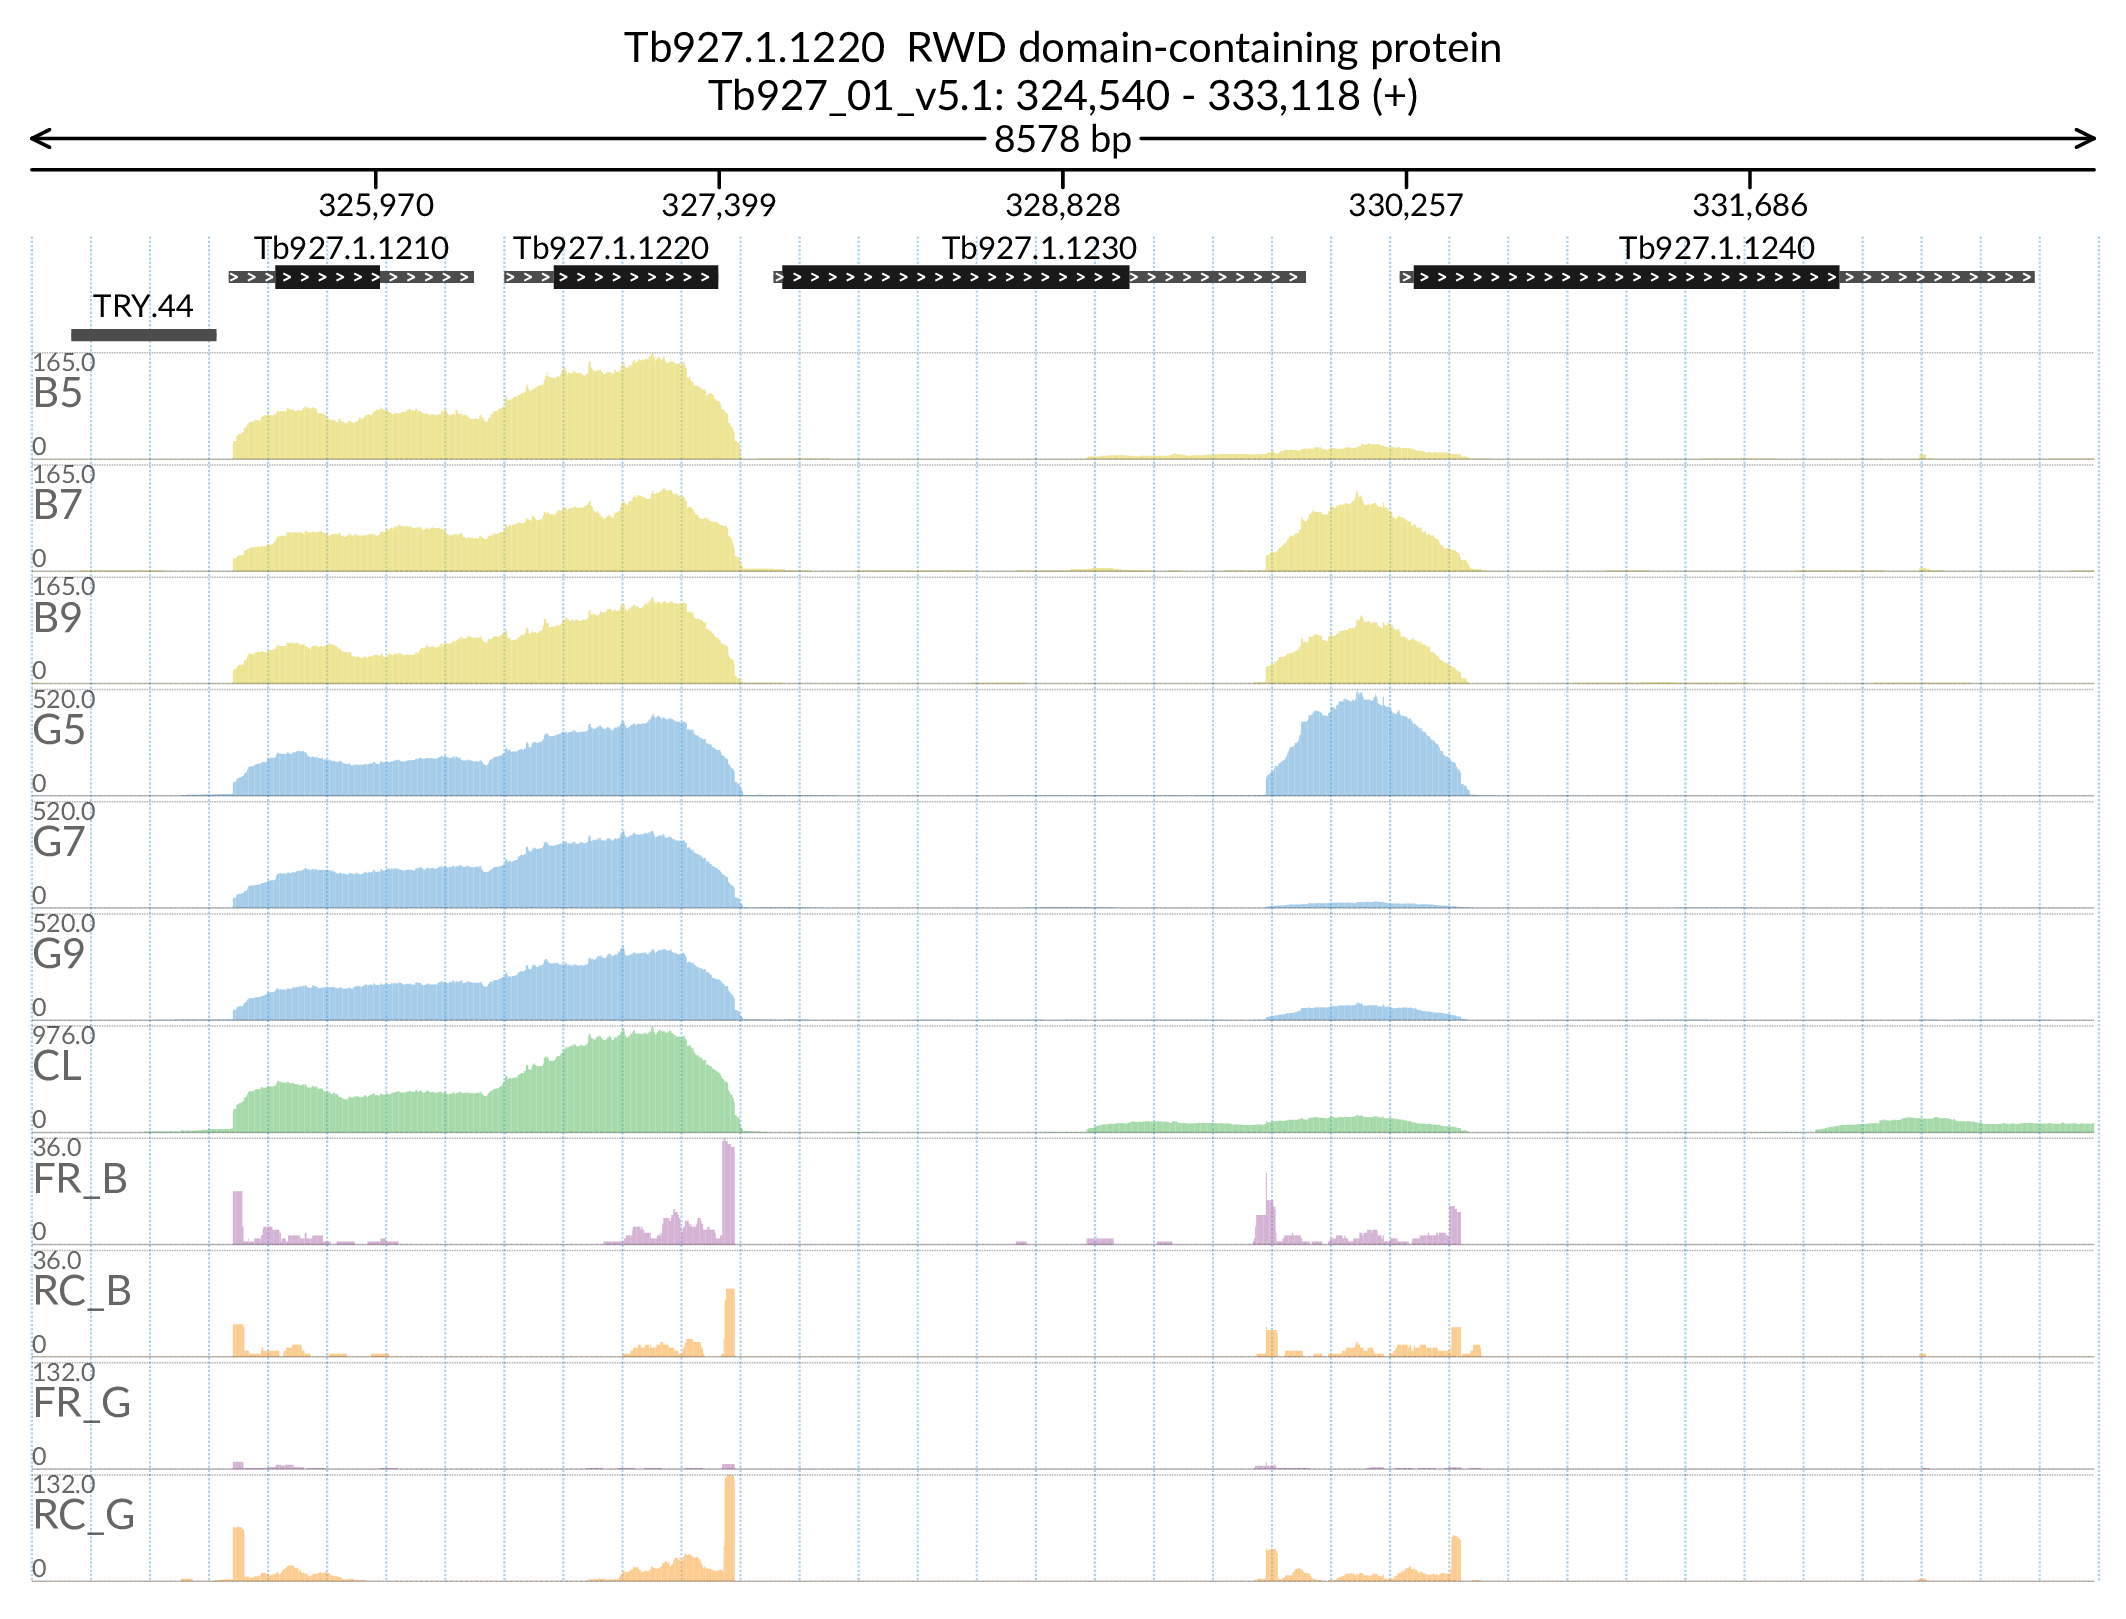 Tb927.1.1220 RWD domain-containing protein
Tb927_01_v5.1: 324,540 - 333,118 (+)
8578 bp
325,970 327,399 328,828 330,257 331,686
Tb927.1.1210 Tb927.1.1220 Tb927.1.1230 Tb927.1.1240
TRY.44
165.0
B5
0
165.0
B7
0
165.0
B9
0
520.0
G5
0
520.0
G7
0
520.0
G9
0
976.0
CL
0
36.0
FR_B
0
36.0
RC_B
0
132.0
FR_G
0
132.0
RC_G
0